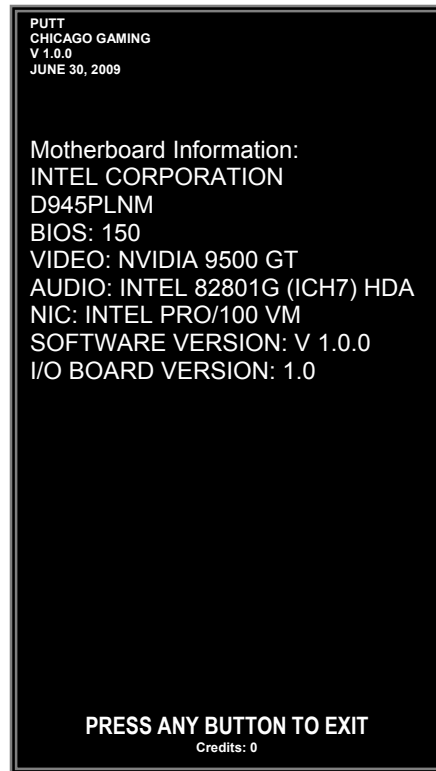 PUTT
CHICAGO GAMING
V 1.0.0
JUNE 30, 2009
Motherboard Information:
INTEL CORPORATION
D945PLNM
BIOS: 150
VIDEO: NVIDIA 9500 GT
AUDIO: INTEL 82801G (ICH7) HDA
NIC: INTEL PRO/100 VM
SOFTWARE VERSION: V 1.0.0
I/O BOARD VERSION: 1.0
PRESS ANY BUTTON TO EXIT
Credits: 0